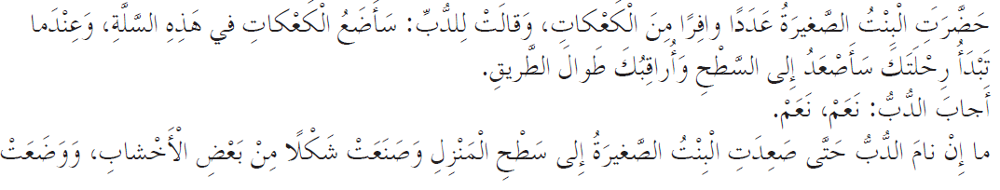 حَضَّرَتِ الْبِنْتُ الصَّغيرَةُ عَدَدًا وافِرًا مِنَ الْكَعْكاتِ، وَقالَتْ لِلدُّبِّ: سَأَضَعُ الْكَعْكاتِ في هَذِهِ السَّلَّةِ، وَعِنْدَما
تَبْدَأُ رِحْلَتَكَ سَأَصْعَدُ إِلى السَّطْحِ وَأُراقِبُكَ طَوالَ الطَّريقِ.
أَجابَ الدُّبُّ: نَعَمْ، نَعَمْ.
ما إِنْ نامَ الدُّبُّ حَتَّى صَعِدَتِ الْبِنْتُ الصَّغيرَةُ إِلى سَطْحِ الْمَنْزِلِ وَصَنَعَتْ شَكْلًا مِنْ بَعْضِ الْأَخْشابِ، وَوَضَعَتْ